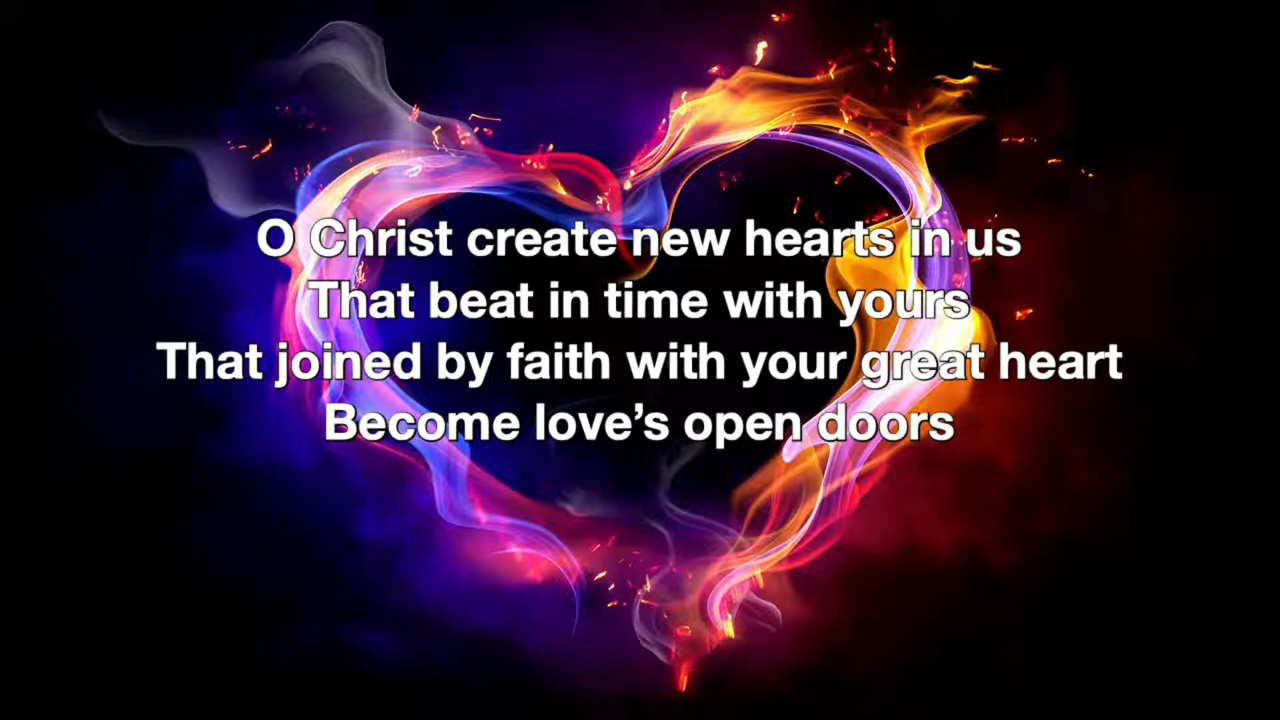 O Christ create new hearts in us
That beat in time with yours
That joined by faith with your great heart
Become love’s open doors